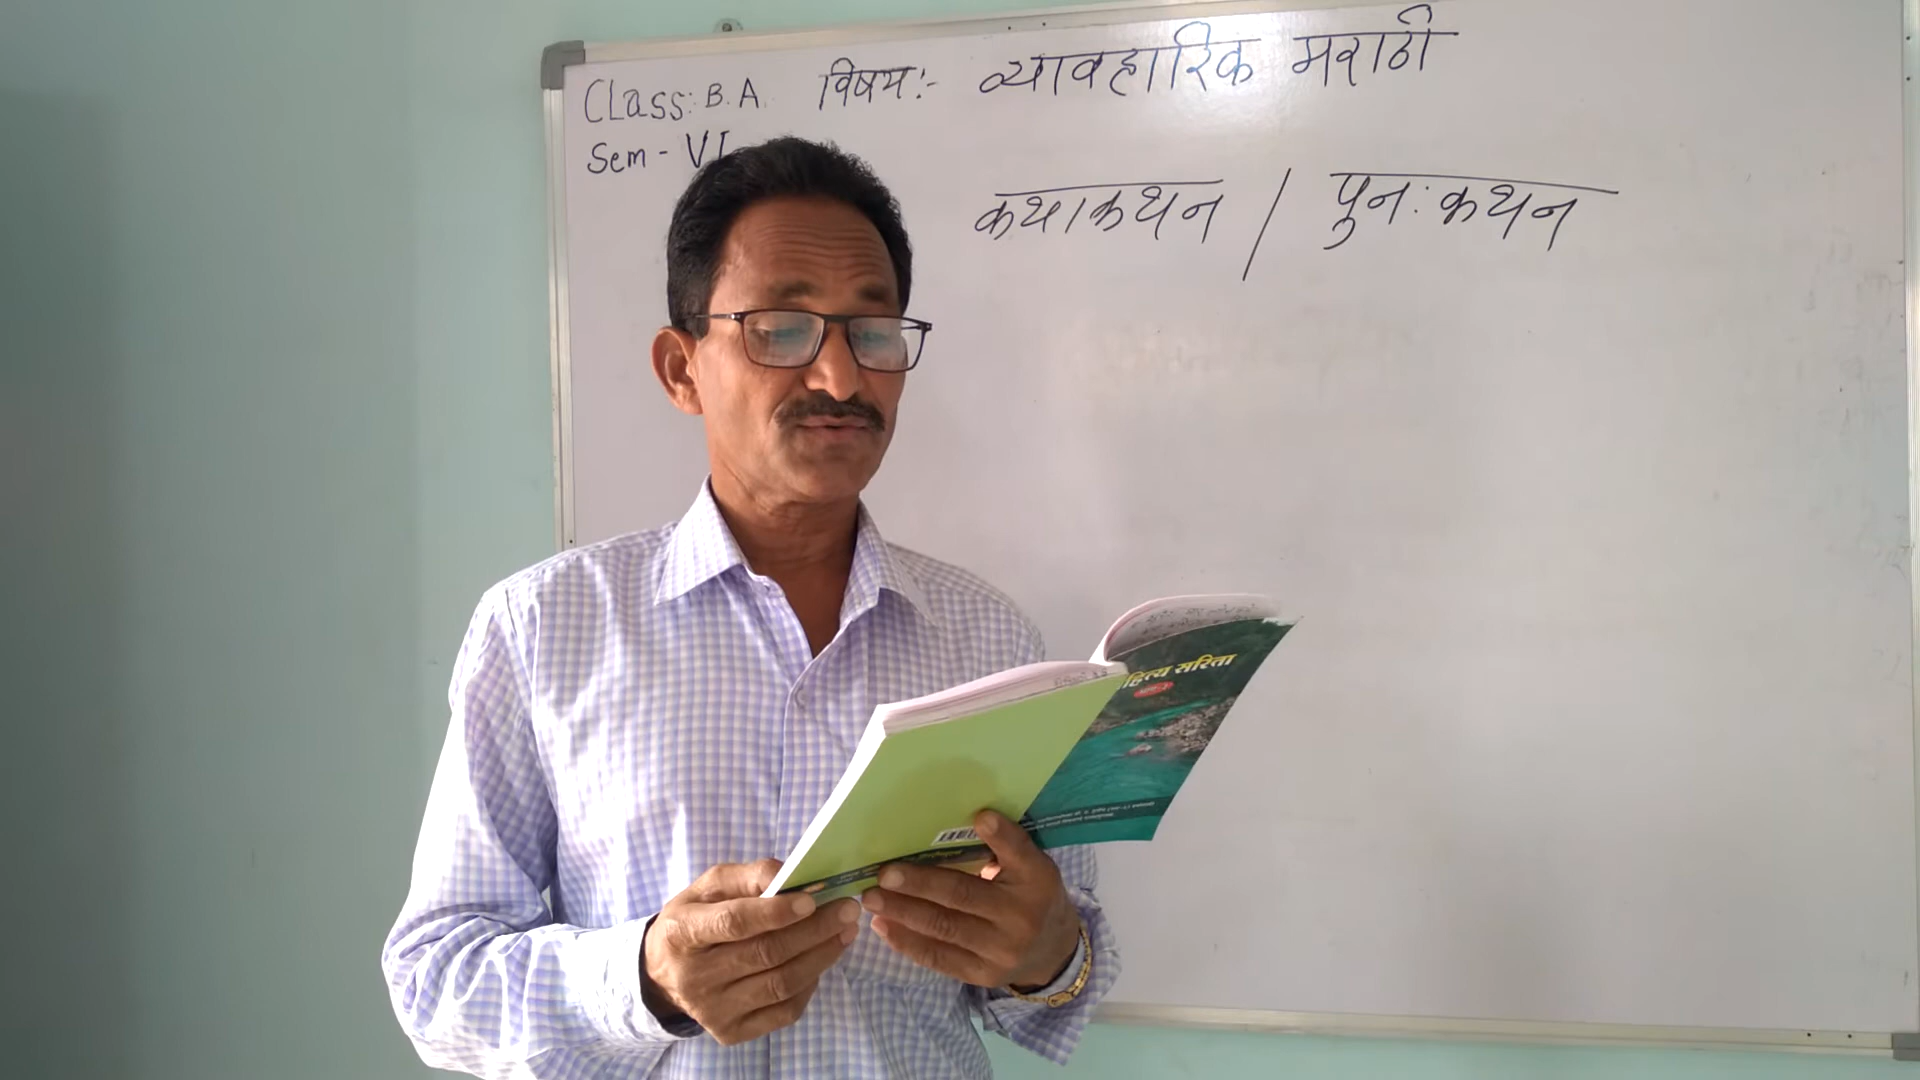 CLass: B.A. विषय:- व्यावहारिक मराठी
Sem - VI
कथाकथन / पुन: कथन
हित्य सरिता